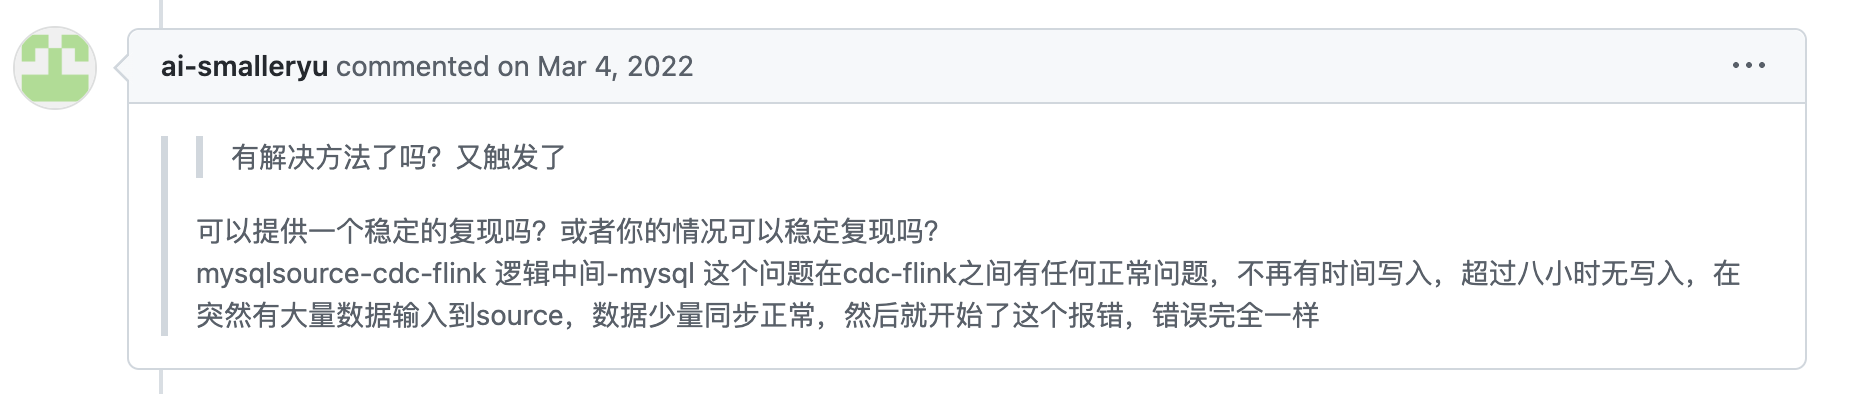 ai-smalleryu commented on Mar 4, 2022
有解决方法了吗？又触发了
可以提供一个稳定的复现吗？或者你的情况可以稳定复现吗？
mysqlsource-cdc-flink 逻辑中间-mysql 这个问题在cdc-flink之间有任何正常问题，不再有时间写入，超过八小时无写入，在
突然有大量数据输入到source，数据少量同步正常，然后就开始了这个报错，错误完全一样